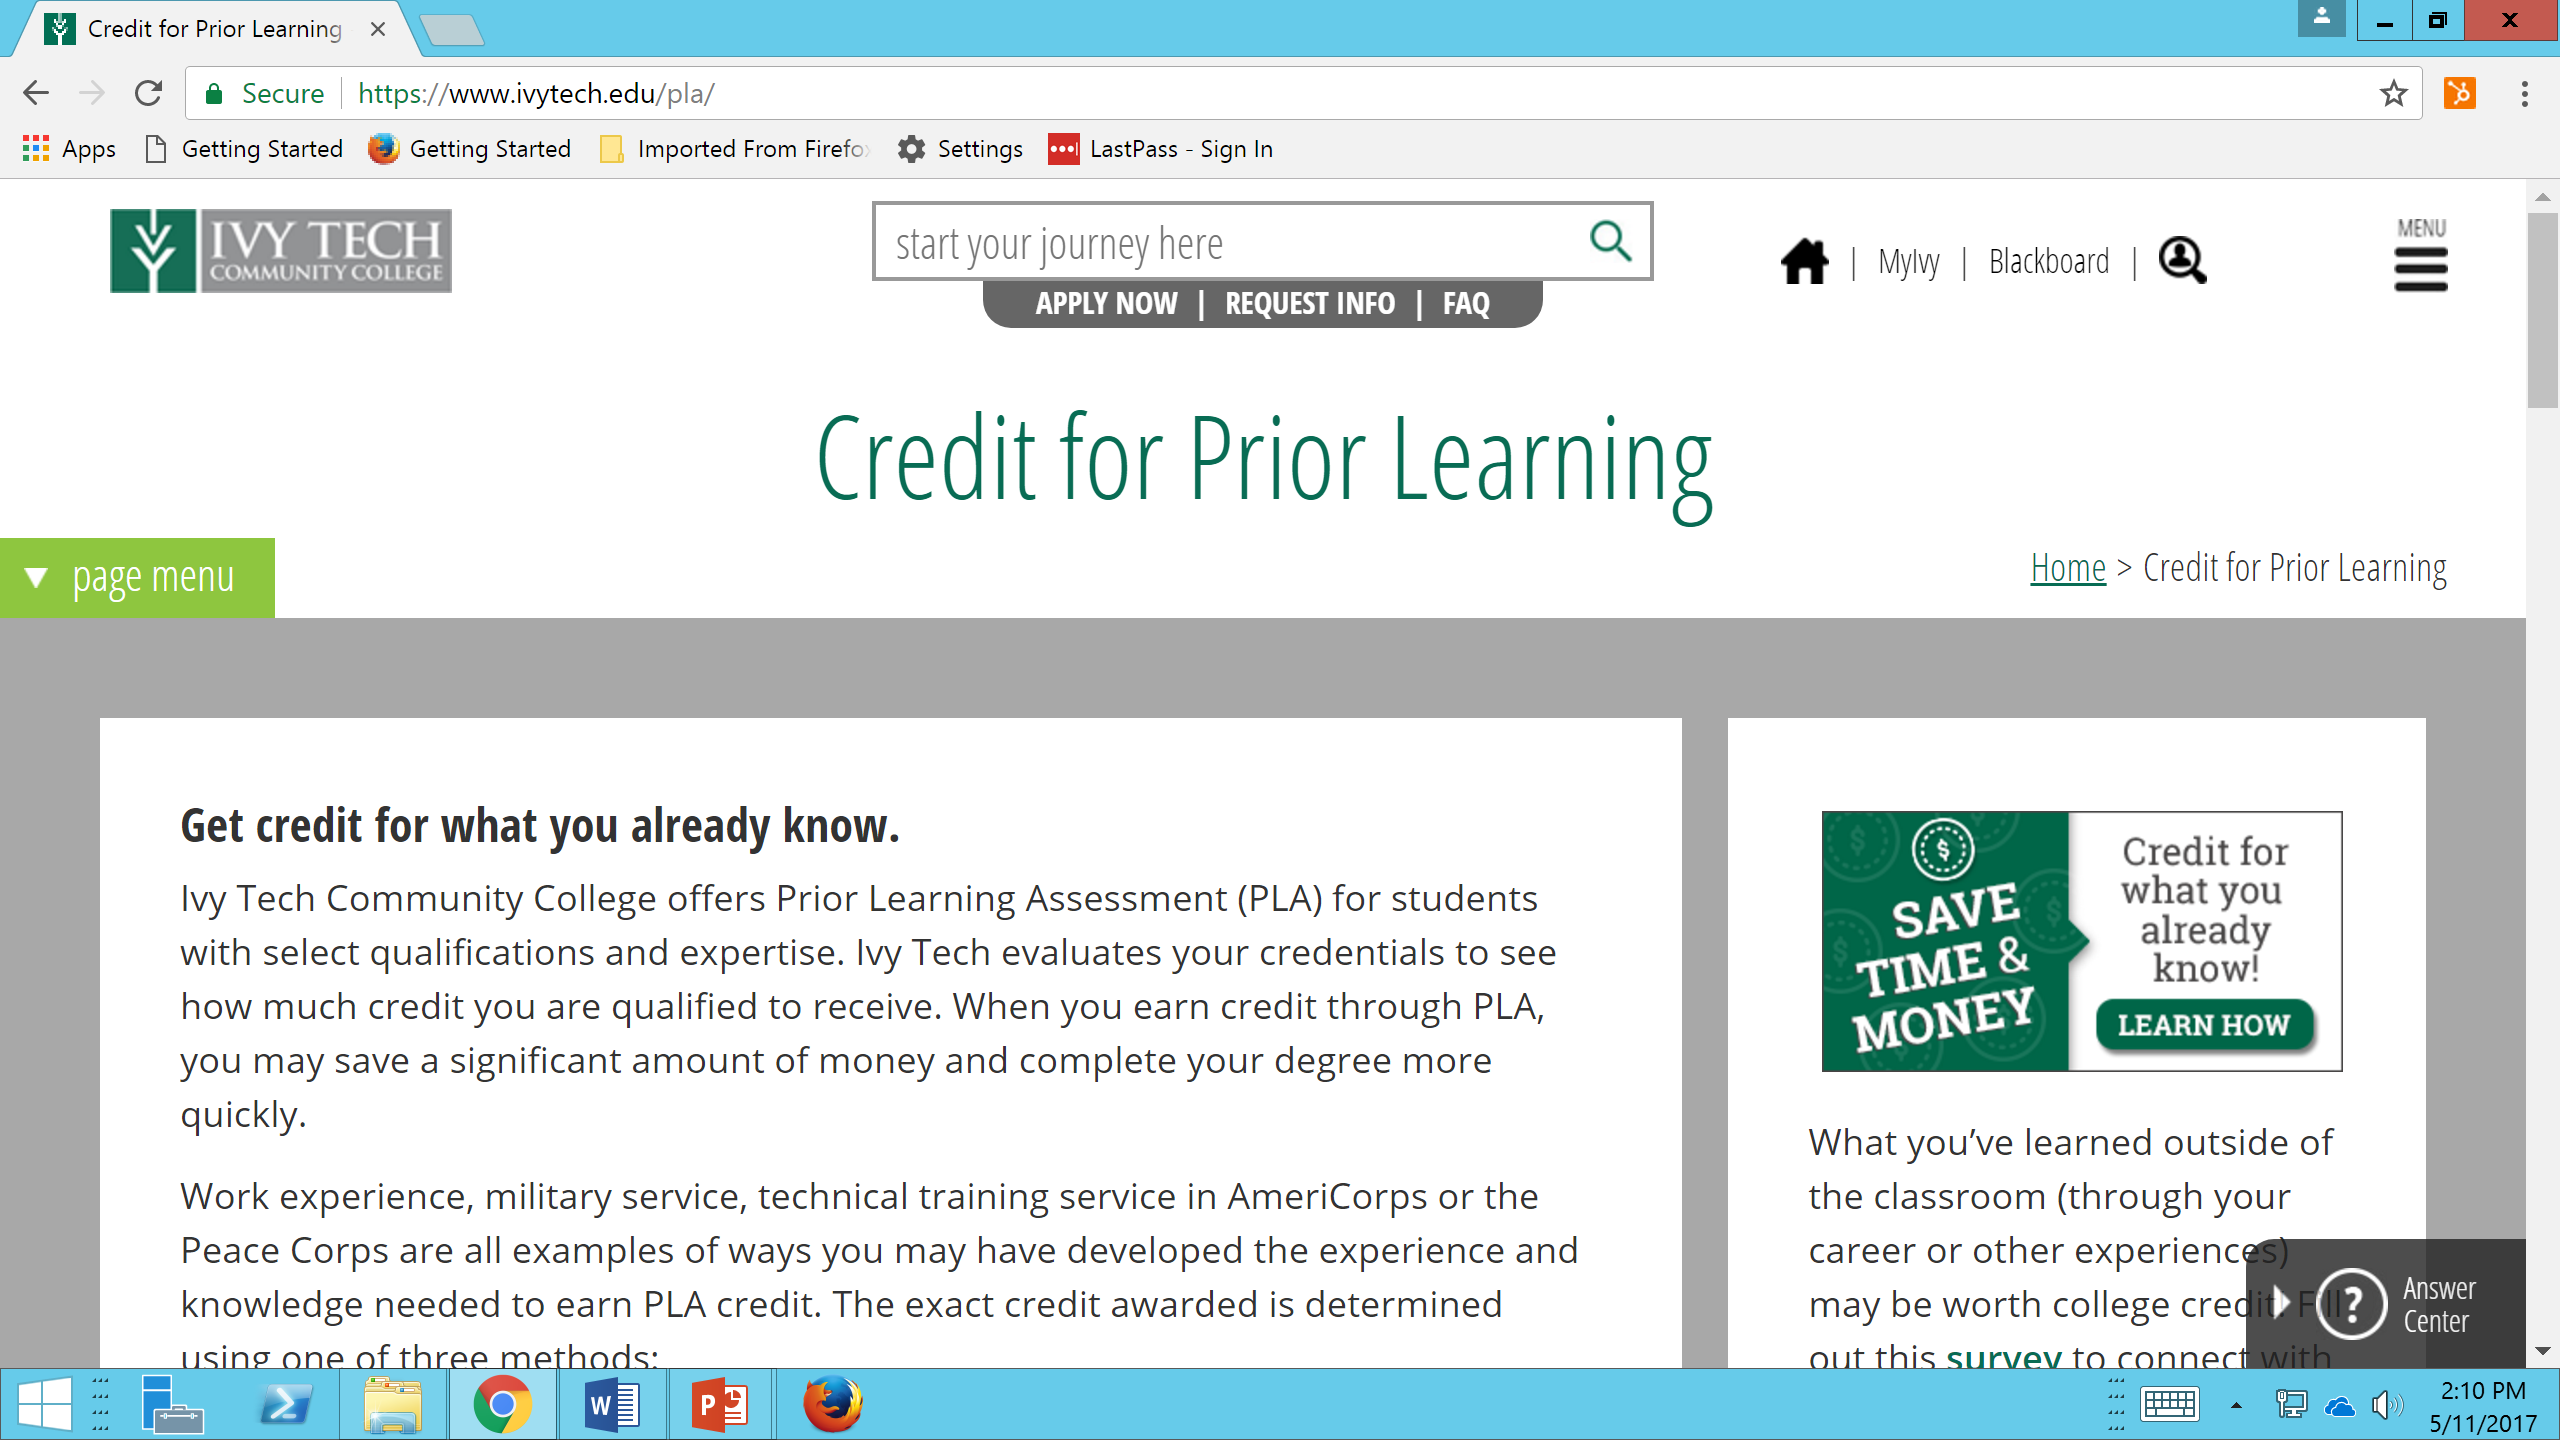 Credit for Prior Learning
Secure https://www.ivytech.edu/pla/
Apps Getting Started Getting Started Imported From Firefo Settings LastPass - Sign In
IVY TECH
COMMUNITY COLLEGE
start your journey here
APPLY NOW | REQUEST INFO | FAQ
| MyIvy | Blackboard |
MENU
Credit for Prior Learning
page menu
Home > Credit for Prior Learning
Get credit for what you already know.
Ivy Tech Community College offers Prior Learning Assessment (PLA) for students
with select qualifications and expertise. Ivy Tech evaluates your credentials to see
how much credit you are qualified to receive. When you earn credit through PLA,
you may save a significant amount of money and complete your degree more
quickly.
Work experience, military service, technical training service in AmeriCorps or the
Peace Corps are all examples of ways you may have developed the experience and
knowledge needed to earn PLA credit. The exact credit awarded is determined
using one of three methods:
SAVE
TIME &
MONEY
Credit for
what you
already
know!
LEARN HOW
What you’ve learned outside of
the classroom (through your
career or other experiences)
may be worth college credit! Fill
out this survey to connect with
Answer
Center
2:10 PM
5/11/2017